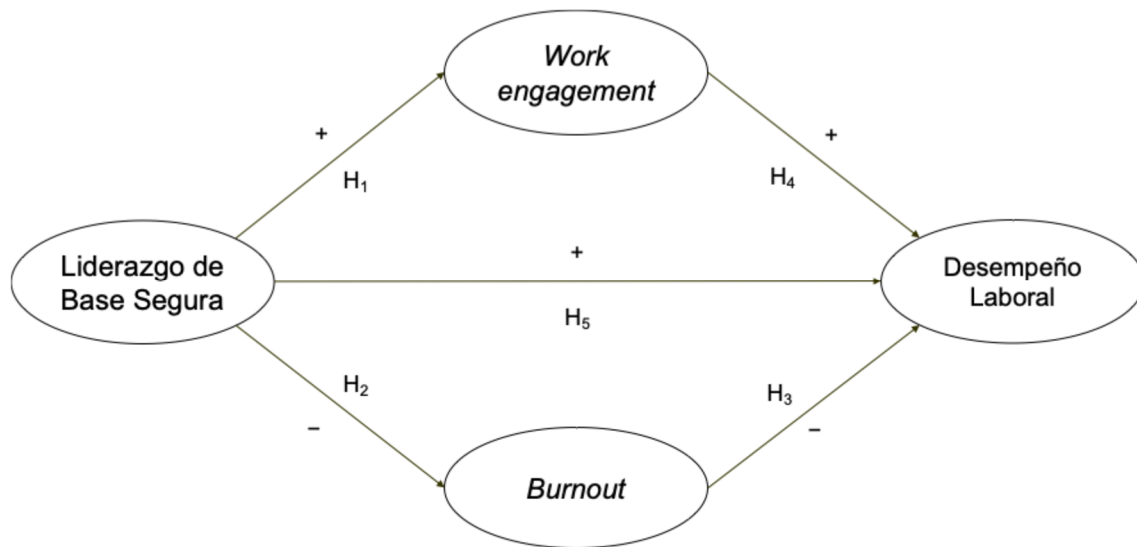 Work
engagement
+
+
H₁
H₄
Liderazgo de
Base Segura
+
H₅
Desempeño
Laboral
H₂
H₃
–
–
Burnout